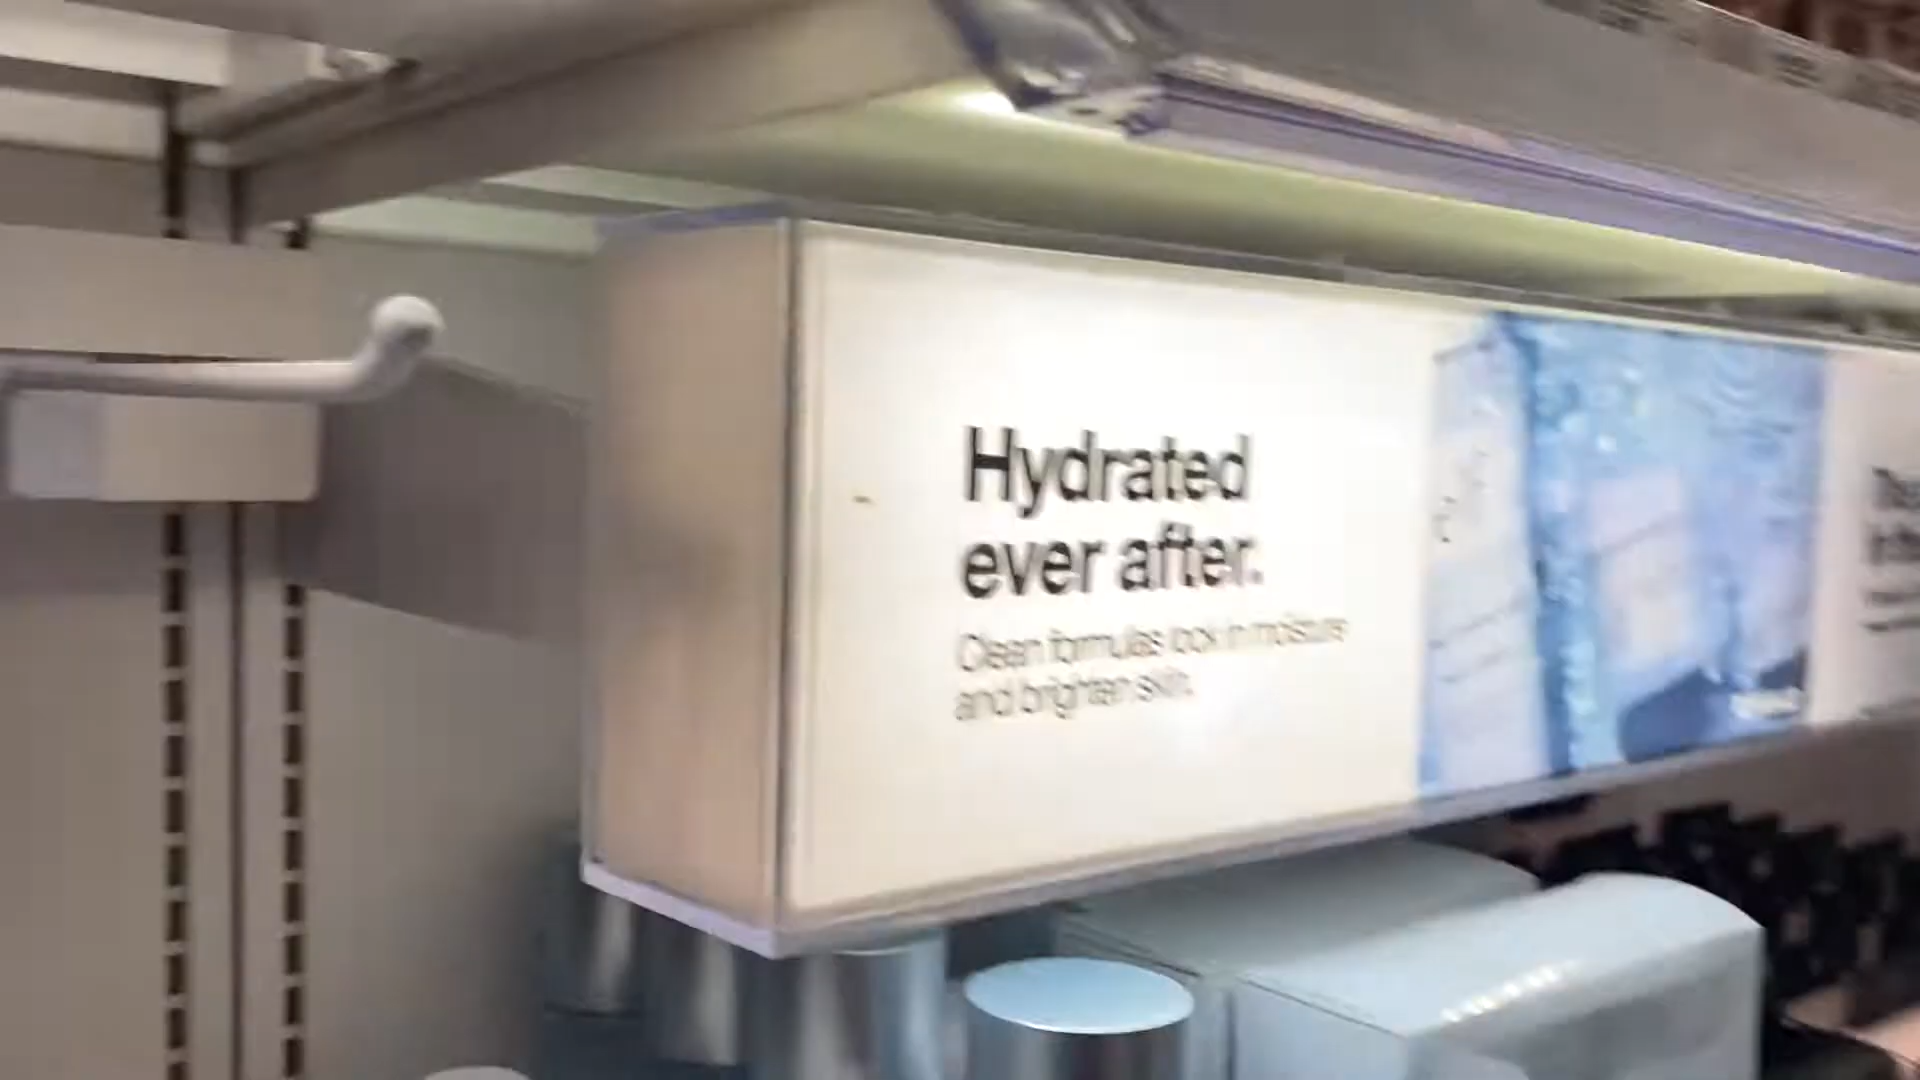 Hydrated
ever after.
Clean formulas lock in moisture
and brighten skin.